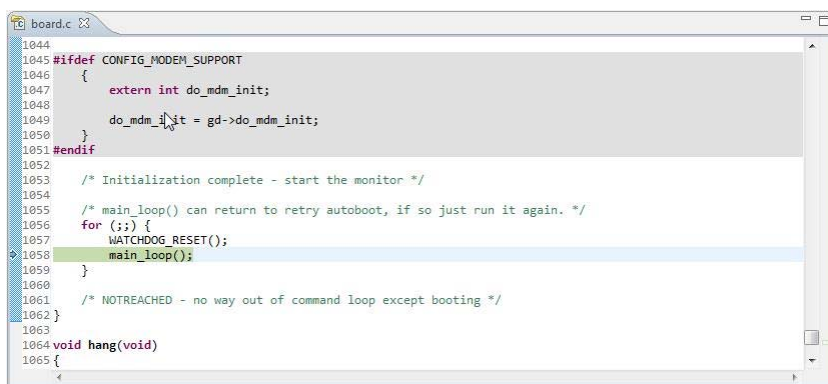 board.c
1044
1045 #ifdef CONFIG_MODEM_SUPPORT
1046     {
1047         extern int do_mdm_init;
1048
1049         do_mdm_init = gd->do_mdm_init;
1050     }
1051 #endif
1052
1053     /* Initialization complete - start the monitor */
1054
1055     /* main_loop() can return to retry autoboot, if so just run it again. */
1056     for (;;) {
1057         WATCHDOG_RESET();
1058         main_loop();
1059     }
1060
1061     /* NOTREACHED - no way out of command loop except booting */
1062 }
1063
1064 void hang(void)
1065 {